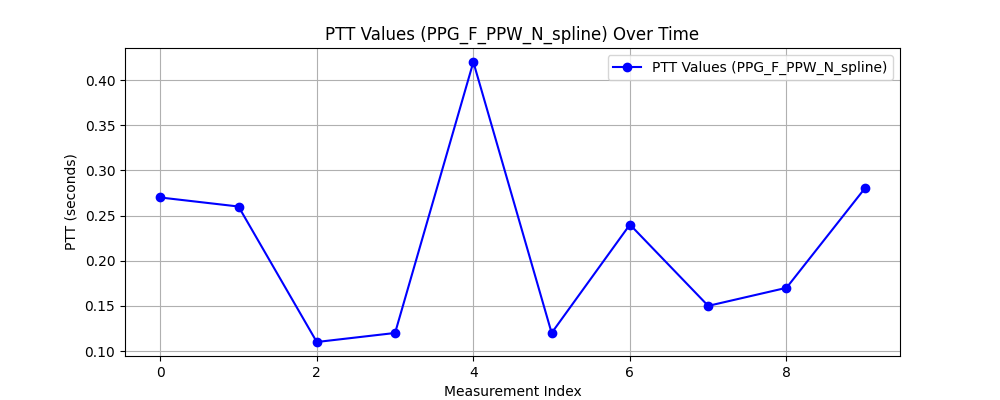 PTT Values (PPG_F_PPW_N_spline) Over Time
PTT Values (PPG_F_PPW_N_spline)
PTT (seconds)
0.40
0.35
0.30
0.25
0.20
0.15
0.10
0 2 4 6 8
Measurement Index